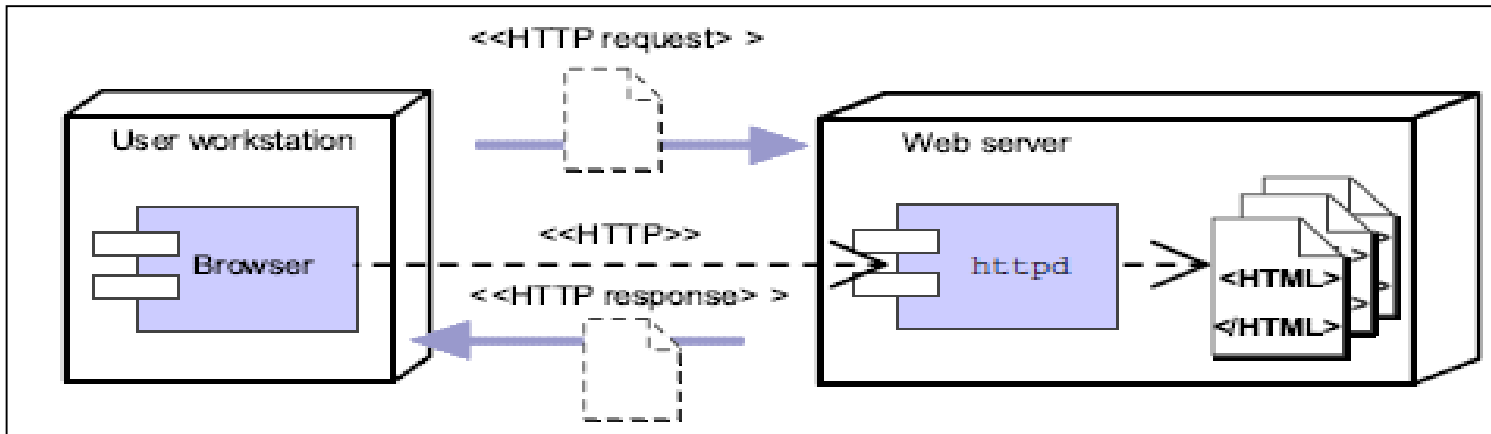 <<HTTP request> >
User workstation
Web server
<<HTTP>>
Browser
httpd
<<HTTP response> >
<HTML>
</HTML>
>
>
>
>